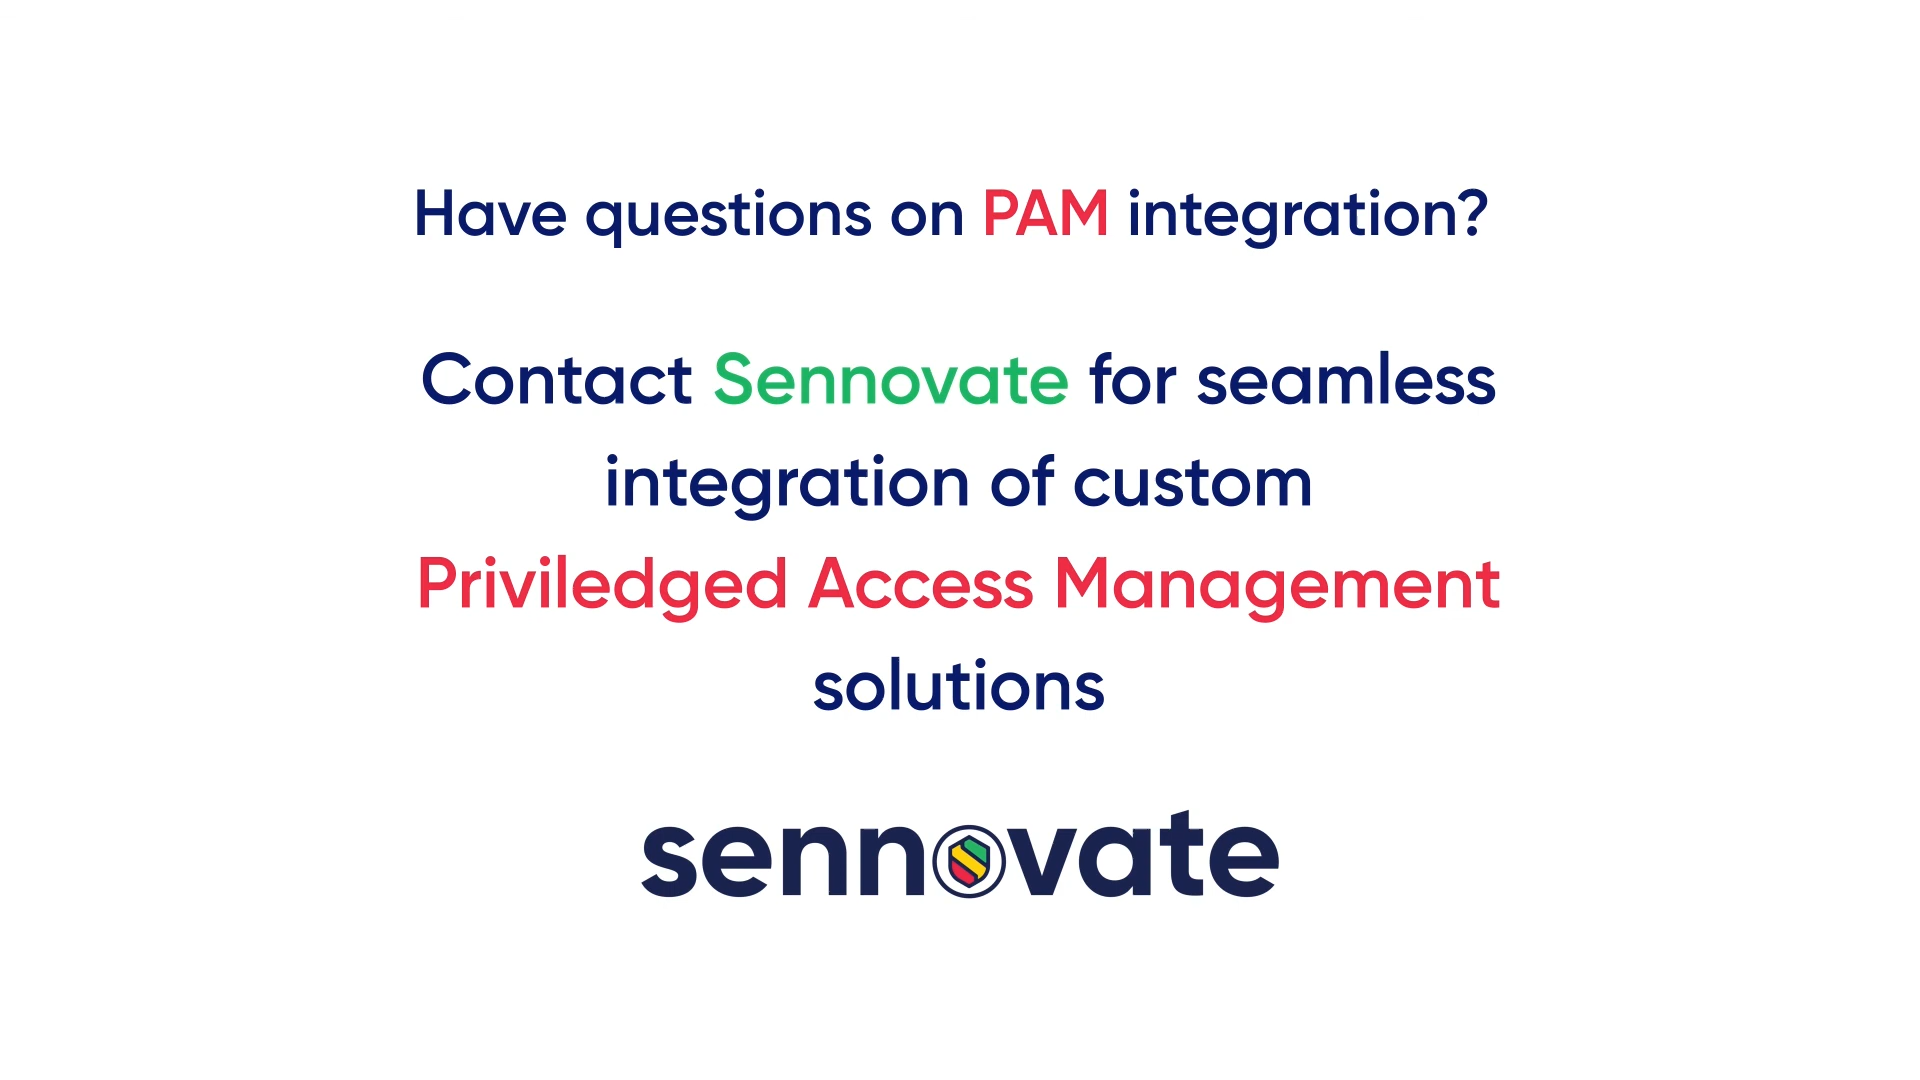 Have questions on PAM integration?
Contact Sennovate for seamless
integration of custom
Priviledged Access Management
solutions
sennovate